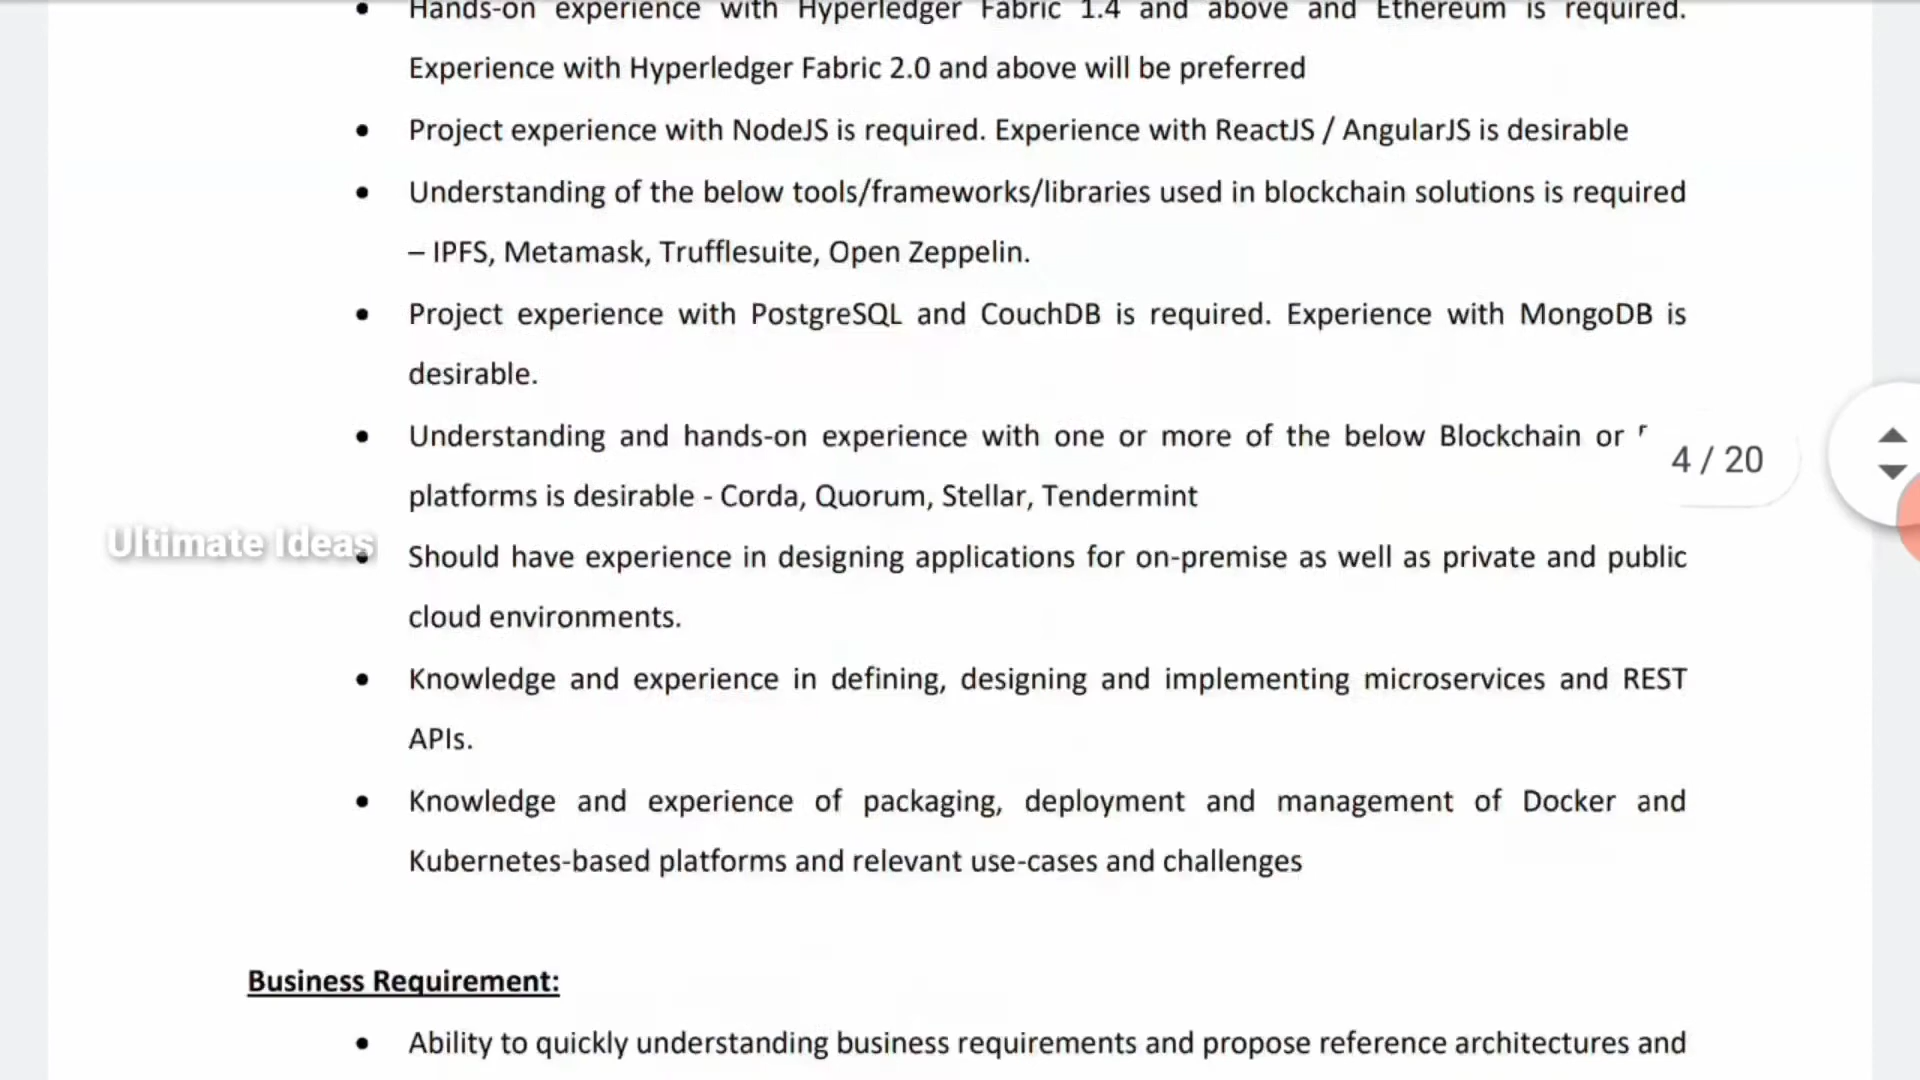 • Hands-on experience with Hyperledger Fabric 1.4 and above and Ethereum is required.
Experience with Hyperledger Fabric 2.0 and above will be preferred
• Project experience with NodeJS is required. Experience with ReactJS / AngularJS is desirable
• Understanding of the below tools/frameworks/libraries used in blockchain solutions is required
– IPFS, Metamask, Trufflesuite, Open Zeppelin.
• Project experience with PostgreSQL and CouchDB is required. Experience with MongoDB is
desirable.
• Understanding and hands-on experience with one or more of the below Blockchain or
4 / 20
platforms is desirable - Corda, Quorum, Stellar, Tendermint
Ultimate Ideas
• Should have experience in designing applications for on-premise as well as private and public
cloud environments.
• Knowledge and experience in defining, designing and implementing microservices and REST
APIs.
• Knowledge and experience of packaging, deployment and management of Docker and
Kubernetes-based platforms and relevant use-cases and challenges
Business Requirement:
• Ability to quickly understanding business requirements and propose reference architectures and